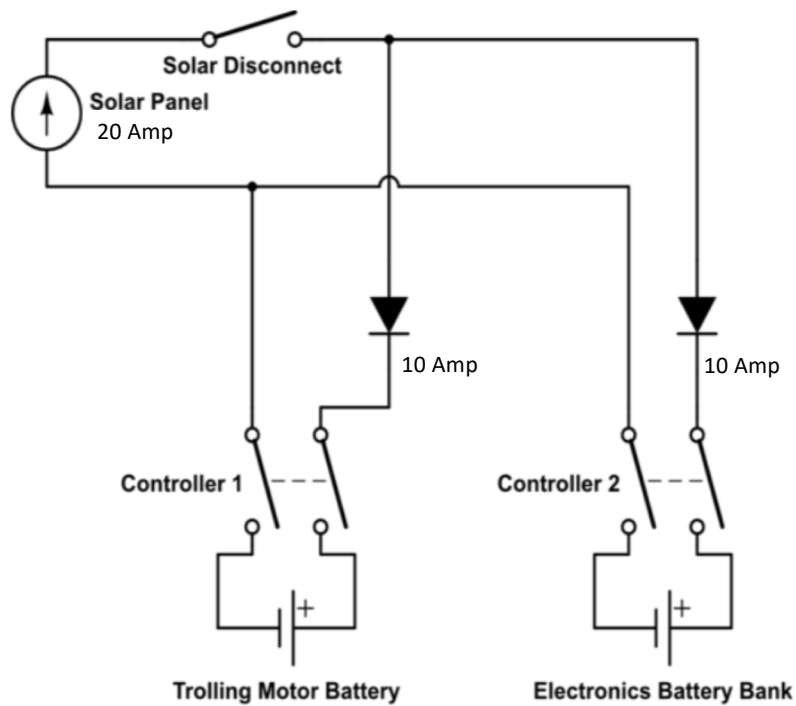 Solar Disconnect
Solar Panel
20 Amp
10 Amp
10 Amp
Controller 1
Controller 2
+
+
Trolling Motor Battery
Electronics Battery Bank